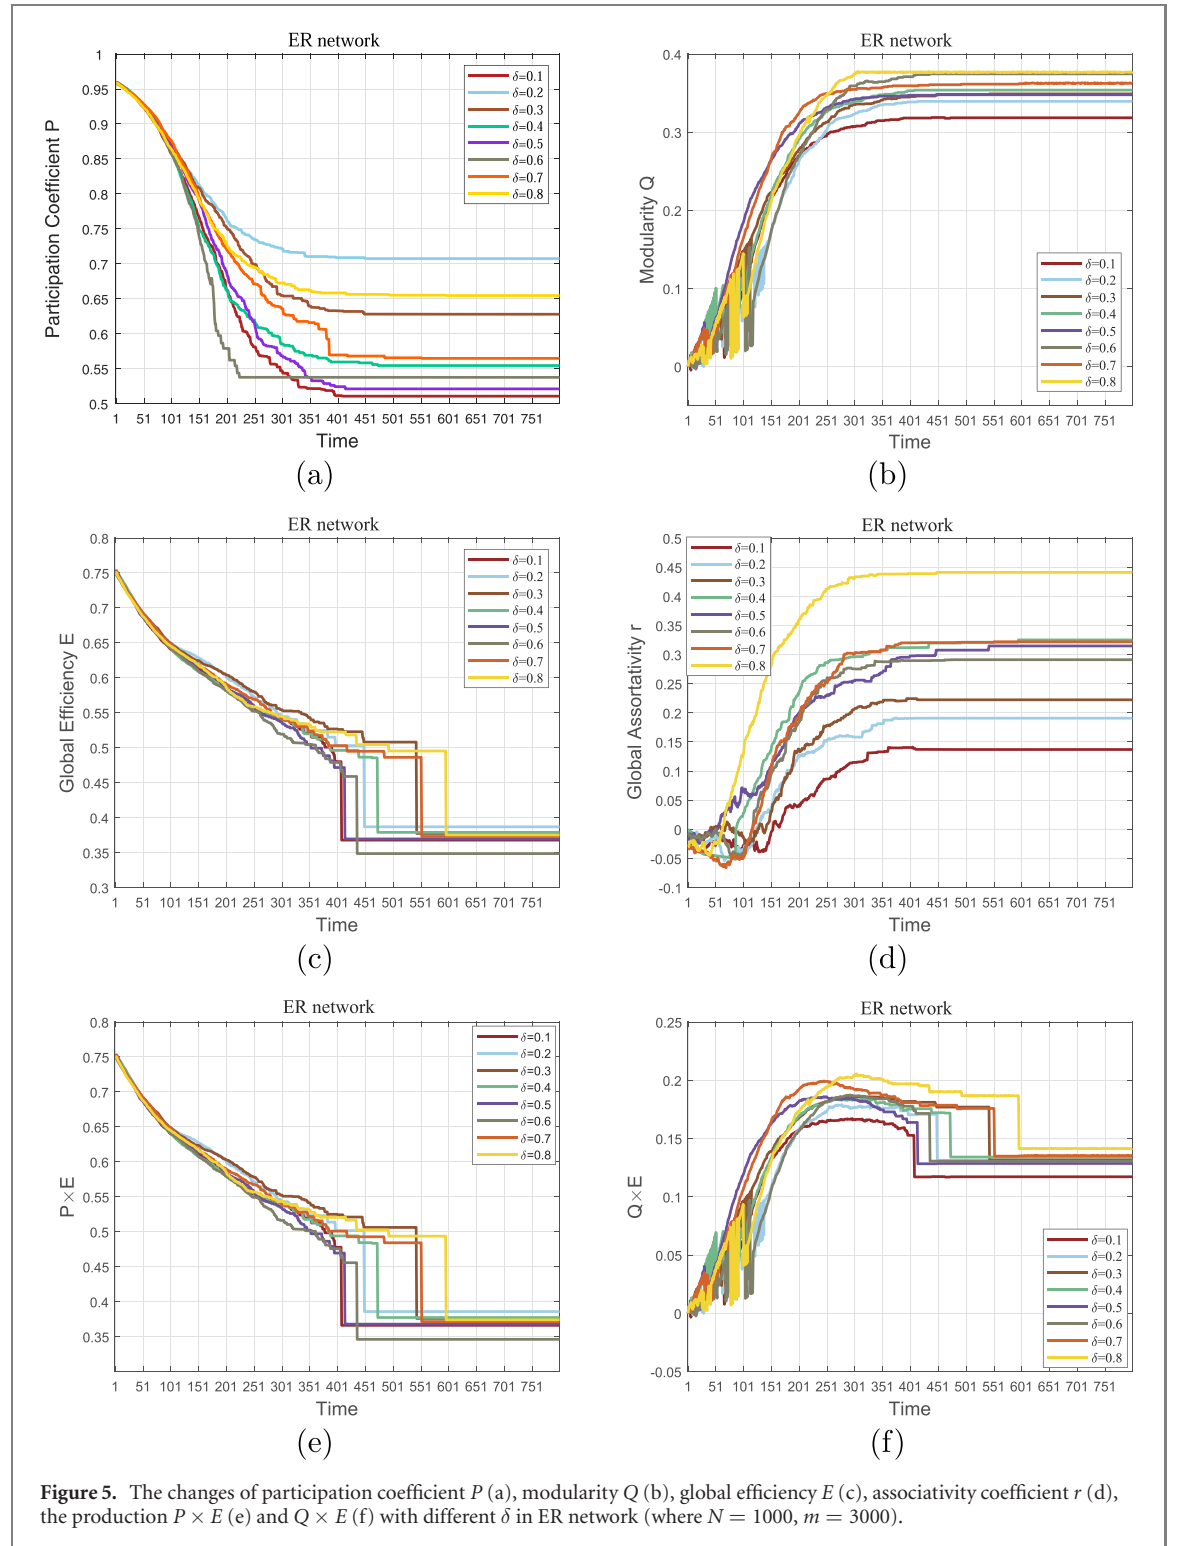 ER network
1
0.95
0.9
0.85
0.8
0.75
0.7
0.65
0.6
0.55
0.5
Participation Coefficient P
δ=0.1
δ=0.2
δ=0.3
δ=0.4
δ=0.5
δ=0.6
δ=0.7
δ=0.8
1 51 101 151 201 251 301 351 401 451 501 551 601 651 701 751
Time
(a)
ER network
0.4
0.3
0.2
0.1
0
Modularity Q
δ=0.1
δ=0.2
δ=0.3
δ=0.4
δ=0.5
δ=0.6
δ=0.7
δ=0.8
1 51 101 151 201 251 301 351 401 451 501 551 601 651 701 751
Time
(b)
ER network
0.8
0.75
0.7
0.65
0.6
0.55
0.5
0.45
0.4
0.35
0.3
Global Efficiency E
δ=0.1
δ=0.2
δ=0.3
δ=0.4
δ=0.5
δ=0.6
δ=0.7
δ=0.8
1 51 101 151 201 251 301 351 401 451 501 551 601 651 701 751
Time
(c)
ER network
0.5
0.45
0.4
0.35
0.3
0.25
0.2
0.15
0.1
0.05
0
-0.05
-0.1
Global Assortativity r
δ=0.1
δ=0.2
δ=0.3
δ=0.4
δ=0.5
δ=0.6
δ=0.7
δ=0.8
1 51 101 151 201 251 301 351 401 451 501 551 601 651 701 751
Time
(d)
ER network
0.8
0.75
0.7
0.65
0.6
0.55
0.5
0.45
0.4
0.35
P×E
δ=0.1
δ=0.2
δ=0.3
δ=0.4
δ=0.5
δ=0.6
δ=0.7
δ=0.8
1 51 101 151 201 251 301 351 401 451 501 551 601 651 701 751
Time
(e)
ER network
0.25
0.2
0.15
0.1
0.05
0
-0.05
Q×E
δ=0.1
δ=0.2
δ=0.3
δ=0.4
δ=0.5
δ=0.6
δ=0.7
δ=0.8
1 51 101 151 201 251 301 351 401 451 501 551 601 651 701 751
Time
(f)
Figure 5. The changes of participation coefficient P (a), modularity Q (b), global efficiency E (c), associativity coefficient r (d),
the production P × E (e) and Q × E (f) with different δ in ER network (where N = 1000, m = 3000).